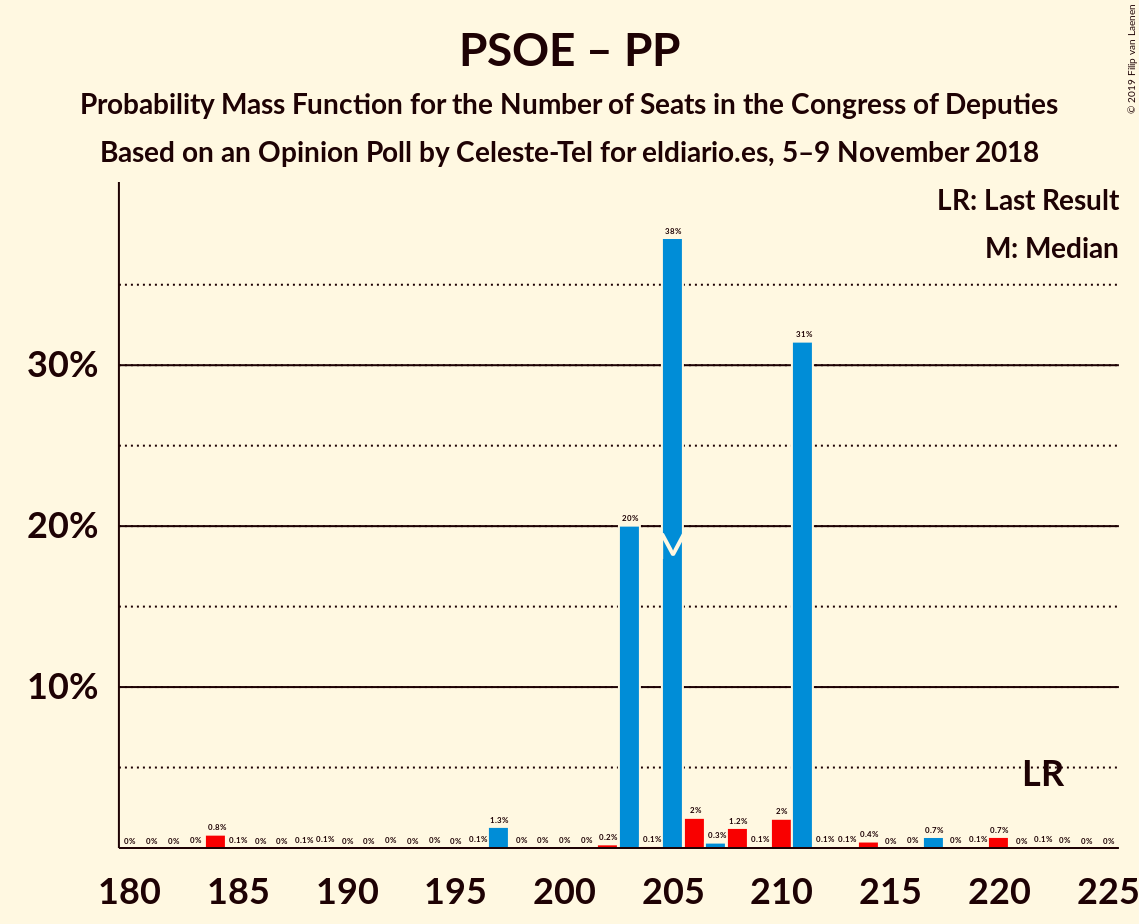 PSOE – PP
Probability Mass Function for the Number of Seats in the Congress of Deputies
Based on an Opinion Poll by Celeste-Tel for eldiario.es, 5–9 November 2018
© 2019 Filip van Laenen
LR: Last Result
M: Median
30%
20%
10%
0% 0% 0% 0% 0.8% 0.1% 0% 0% 0.1% 0.1% 0% 0% 0% 0% 0% 0% 0.1% 1.3% 0% 0% 0% 0% 0.2% 20% 0.1% 38% 2% 0.3% 1.2% 0.1% 2% 31% 0.1% 0.1% 0.4% 0% 0% 0.7% 0% 0.1% 0.7% 0% 0.1% 0% 0% 0%
LR
180 185 190 195 200 205 210 215 220 225